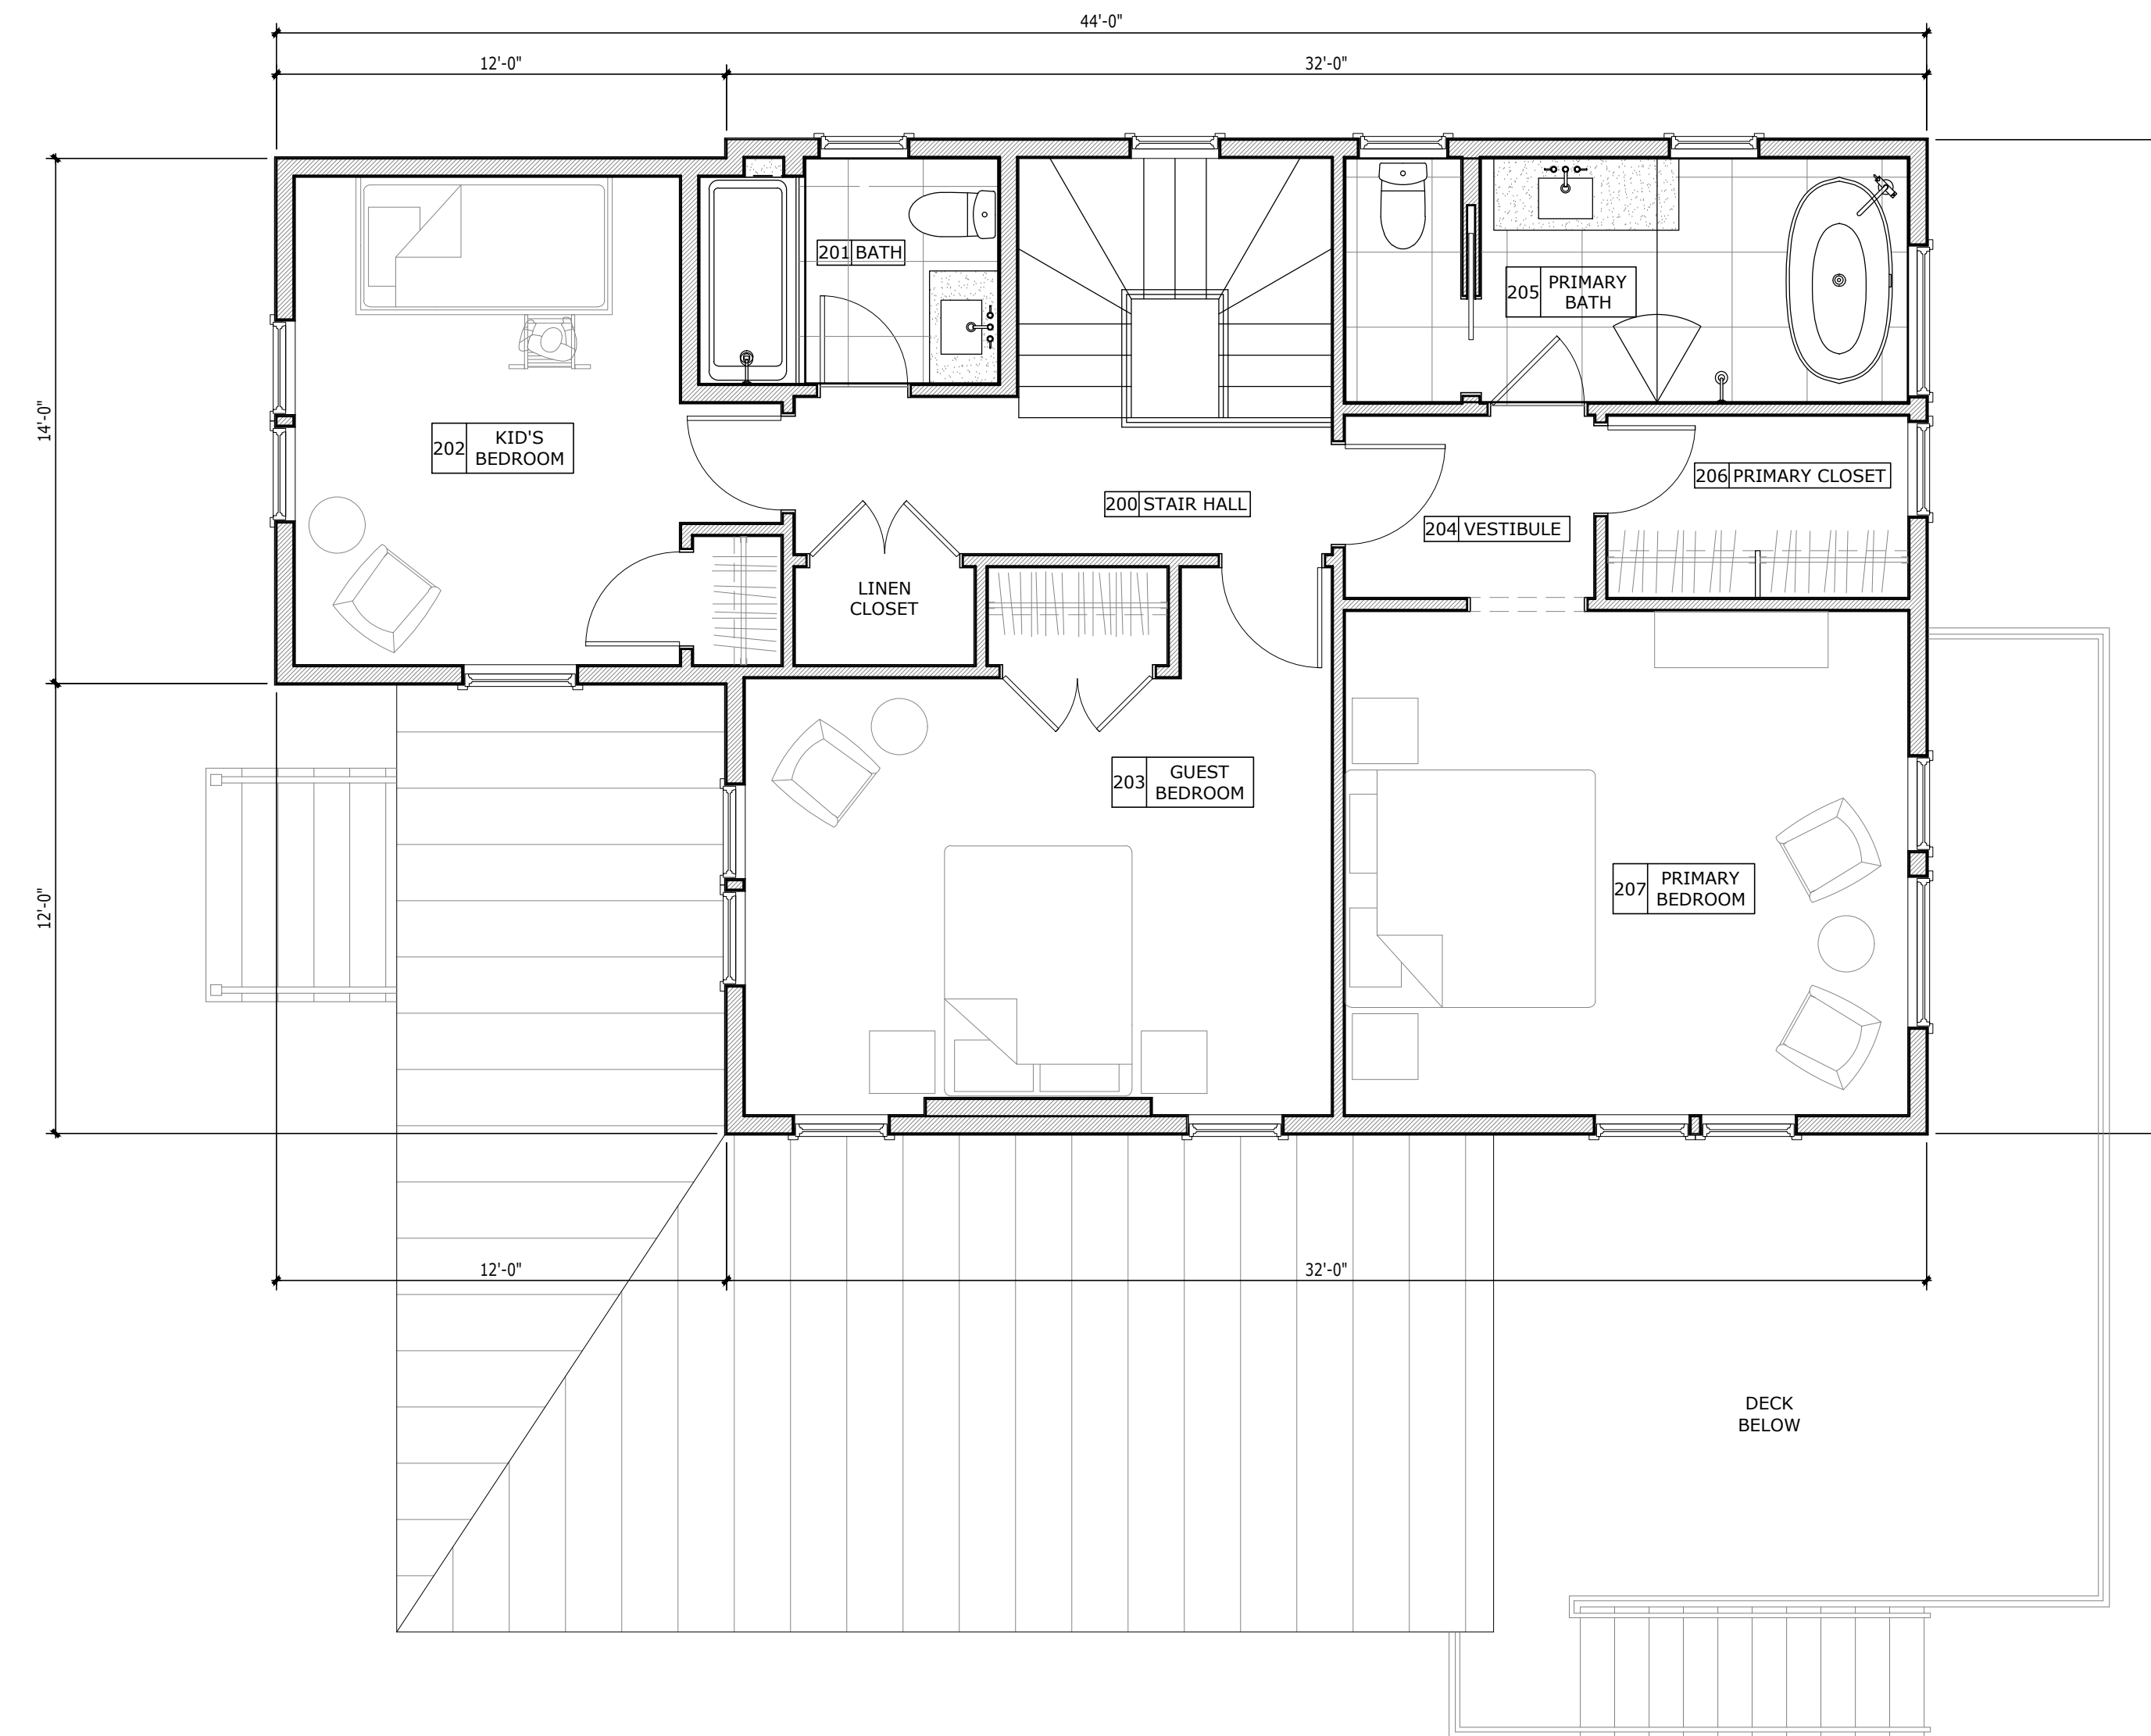 44'-0"
12'-0"
32'-0"
201 BATH
205 PRIMARY
BATH
14'-0"
202 KID'S
BEDROOM
206 PRIMARY CLOSET
200 STAIR HALL
204 VESTIBULE
LINEN
CLOSET
203 GUEST
BEDROOM
207 PRIMARY
BEDROOM
12'-0"
12'-0"
32'-0"
DECK
BELOW